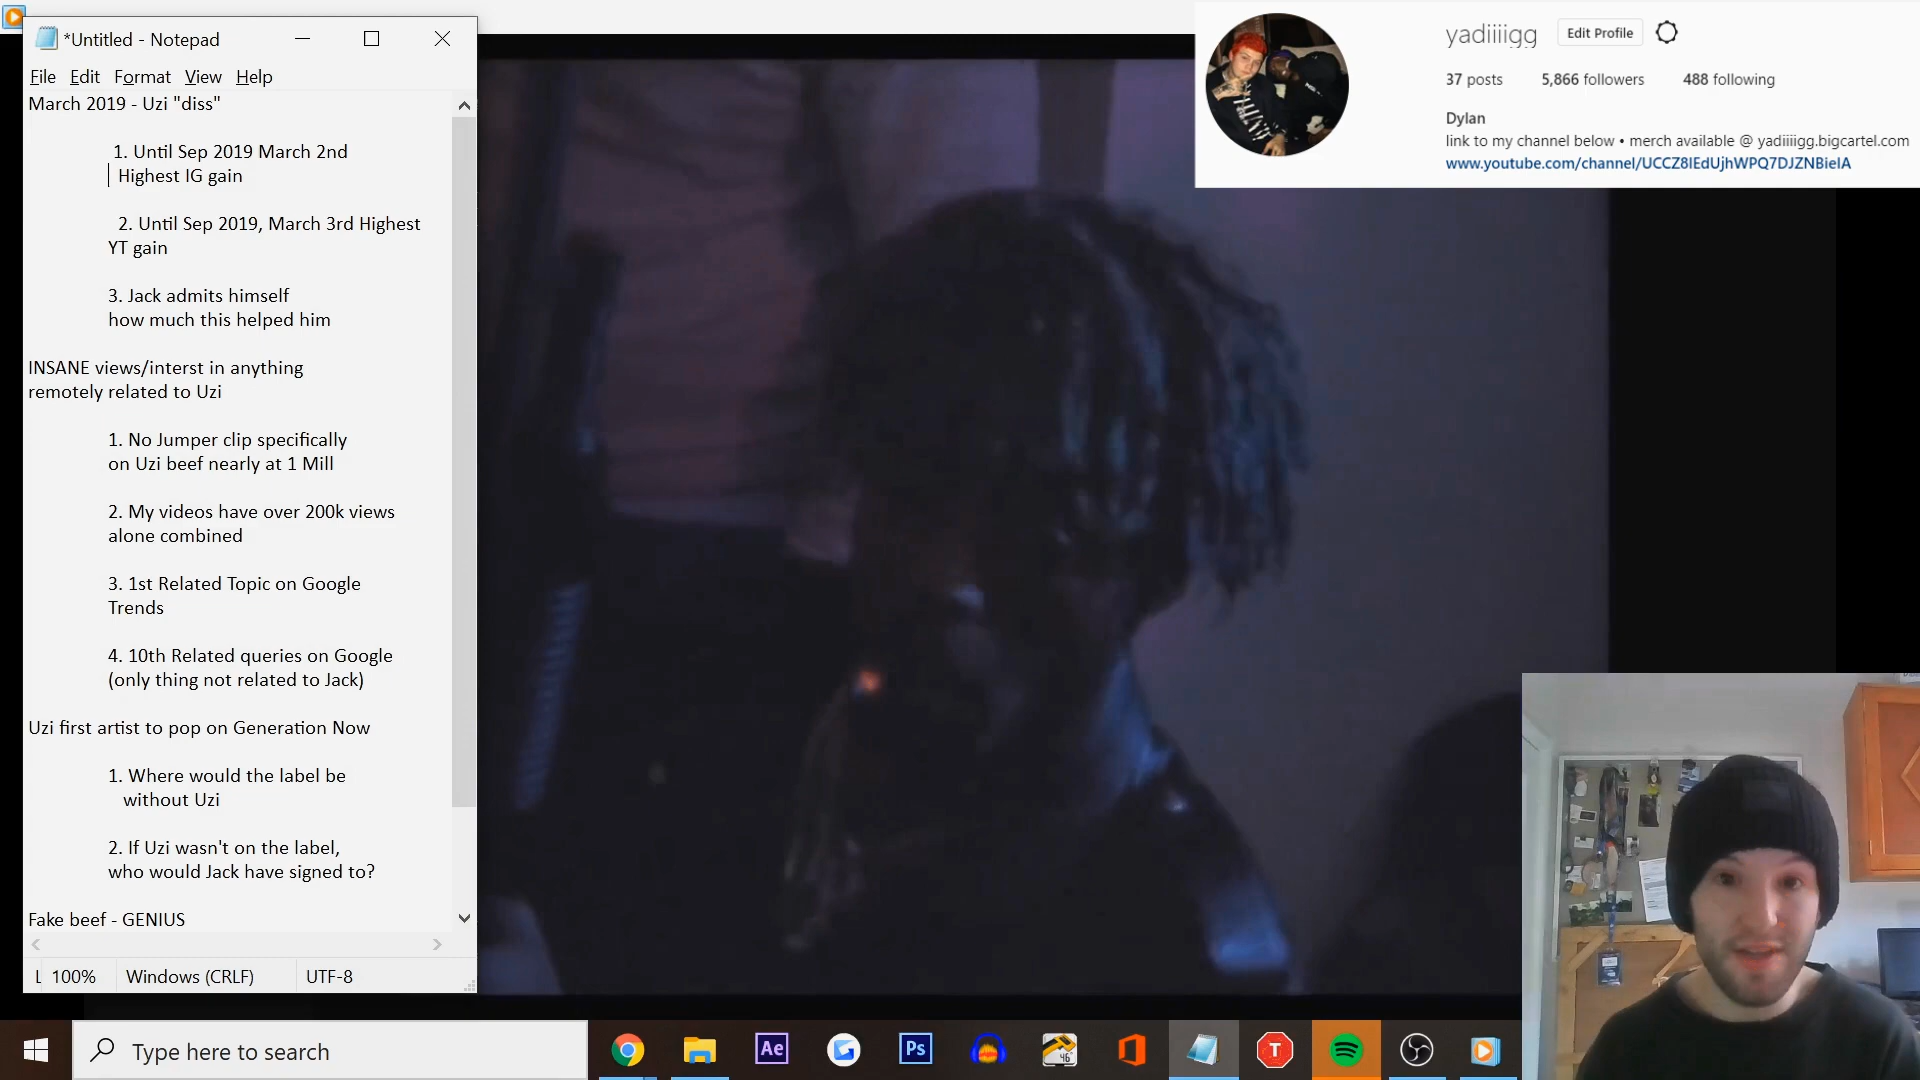 *Untitled - Notepad
File Edit Format View Help
March 2019 - Uzi "diss"
1. Until Sep 2019 March 2nd
Highest IG gain
2. Until Sep 2019, March 3rd Highest
YT gain
3. Jack admits himself
how much this helped him
INSANE views/interst in anything
remotely related to Uzi
1. No Jumper clip specifically
on Uzi beef nearly at 1 Mill
2. My videos have over 200k views
alone combined
3. 1st Related Topic on Google
Trends
4. 10th Related queries on Google
(only thing not related to Jack)
Uzi first artist to pop on Generation Now
1. Where would the label be
without Uzi
2. If Uzi wasn't on the label,
who would Jack have signed to?
Fake beef - GENIUS
L 100% Windows (CRLF) UTF-8
yadiiiigg Edit Profile
37 posts 5,866 followers 488 following
Dylan
link to my channel below • merch available @ yadiiiigg.bigcartel.com
www.youtube.com/channel/UCCZ8lEdUjhWPQ7DJZNBielA
Type here to search
Ae
Ps
46°
T